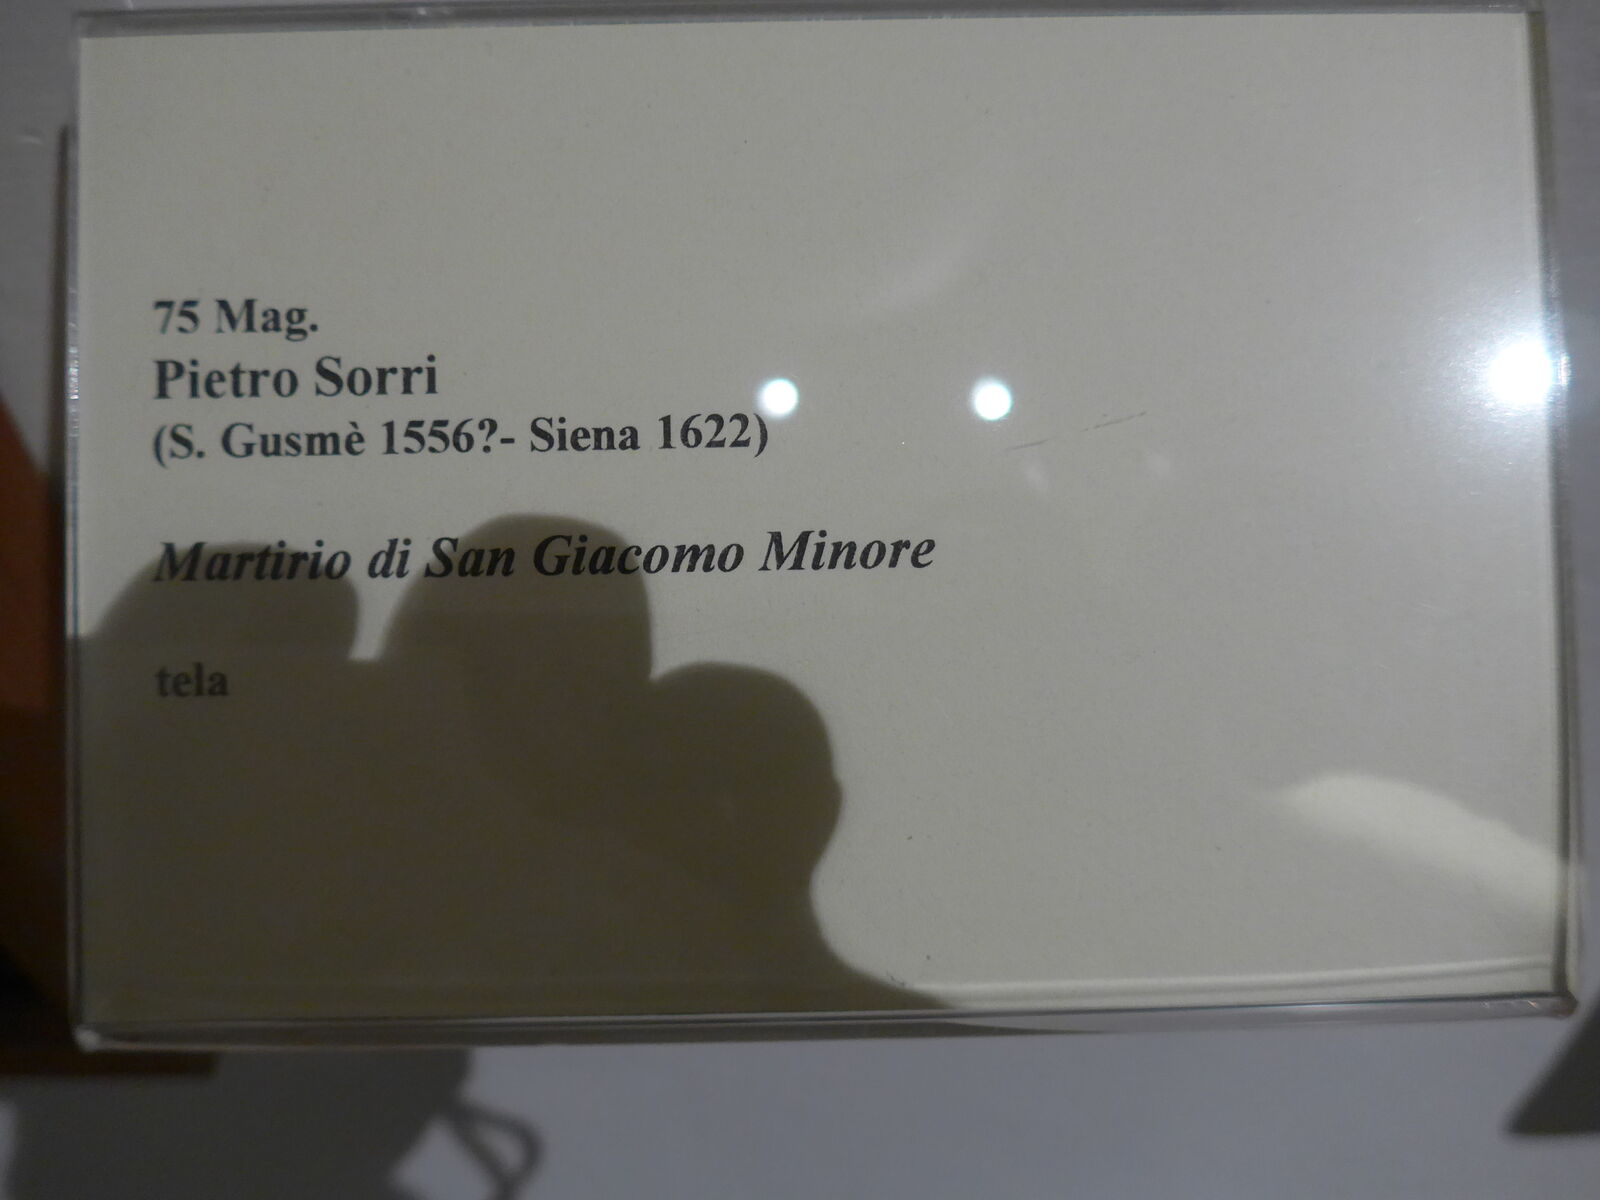 75 Mag.
Pietro Sorri
(S. Gusmè 1556?- Siena 1622)
Martirio di San Giacomo Minore
tela